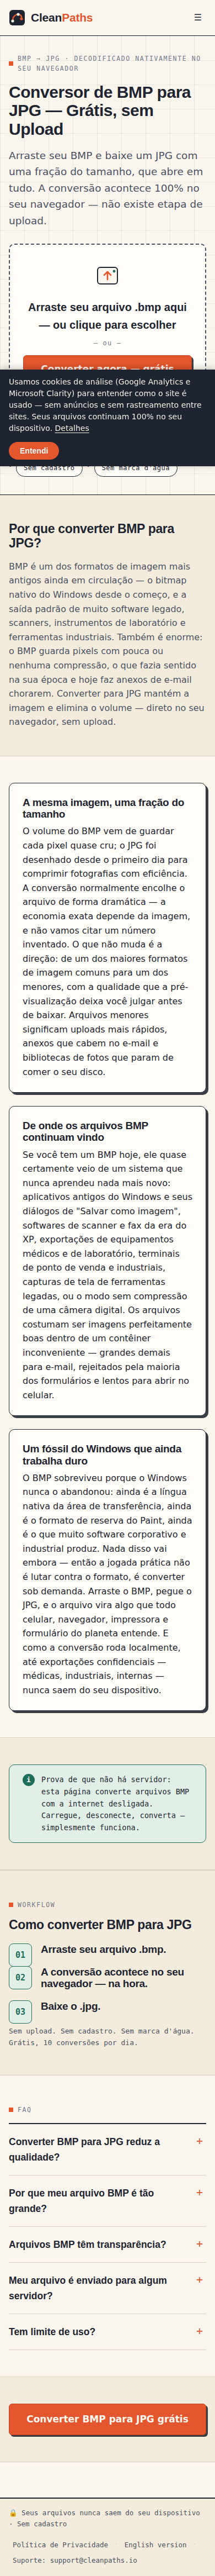 CleanPaths
☰
BMP → JPG · DECODIFICADO NATIVAMENTE NO
SEU NAVEGADOR
Conversor de BMP para
JPG — Grátis, sem
Upload
Arraste seu BMP e baixe um JPG com
uma fração do tamanho, que abre em
tudo. A conversão acontece 100% no
seu navegador — não existe etapa de
upload.
Arraste seu arquivo .bmp aqui
— ou clique para escolher
— ou —
Converter agora — grátis
Usamos cookies de análise (Google Analytics e
Microsoft Clarity) para entender como o site é
usado — sem anúncios e sem rastreamento entre
sites. Seus arquivos continuam 100% no seu
dispositivo. Detalhes
Entendi
Sem cadastro Sem marca d'água
Por que converter BMP para
JPG?
BMP é um dos formatos de imagem mais
antigos ainda em circulação — o bitmap
nativo do Windows desde o começo, e a
saída padrão de muito software legado,
scanners, instrumentos de laboratório e
ferramentas industriais. Também é enorme:
o BMP guarda pixels com pouca ou
nenhuma compressão, o que fazia sentido
na sua época e hoje faz anexos de e-mail
chorarem. Converter para JPG mantém a
imagem e elimina o volume — direto no seu
navegador, sem upload.
A mesma imagem, uma fração do
tamanho
O volume do BMP vem de guardar
cada pixel quase cru; o JPG foi
desenhado desde o primeiro dia para
comprimir fotografias com eficiência.
A conversão normalmente encolhe o
arquivo de forma dramática — a
economia exata depende da imagem,
e não vamos citar um número
inventado. O que não muda é a
direção: de um dos maiores formatos
de imagem comuns para um dos
menores, com a qualidade que a pré-
visualização deixa você julgar antes
de baixar. Arquivos menores
significam uploads mais rápidos,
anexos que cabem no e-mail e
bibliotecas de fotos que param de
comer o seu disco.
De onde os arquivos BMP
continuam vindo
Se você tem um BMP hoje, ele quase
certamente veio de um sistema que
nunca aprendeu nada mais novo:
aplicativos antigos do Windows e seus
diálogos de "Salvar como imagem",
softwares de scanner e fax da era do
XP, exportações de equipamentos
médicos e de laboratório, terminais
de ponto de venda e industriais,
capturas de tela de ferramentas
legadas, ou o modo sem compressão
de uma câmera digital. Os arquivos
costumam ser imagens perfeitamente
boas dentro de um contêiner
inconveniente — grandes demais
para e-mail, rejeitados pela maioria
dos formulários e lentos para abrir no
celular.
Um fóssil do Windows que ainda
trabalha duro
O BMP sobreviveu porque o Windows
nunca o abandonou: ainda é a língua
nativa da área de transferência, ainda
é o formato de reserva do Paint, ainda
é o que muito software corporativo e
industrial produz. Nada disso vai
embora — então a jogada prática não
é lutar contra o formato, é converter
sob demanda. Arraste o BMP, pegue o
JPG, e o arquivo vira algo que todo
celular, navegador, impressora e
formulário do planeta entende. E
como a conversão roda localmente,
até exportações confidenciais —
médicas, industriais, internas —
nunca saem do seu dispositivo.
i
Prova de que não há servidor:
esta página converte arquivos BMP
com a internet desligada.
Carregue, desconecte, converta —
simplesmente funciona.
WORKFLOW
Como converter BMP para JPG
01 Arraste seu arquivo .bmp.
02 A conversão acontece no seu
navegador — na hora.
03 Baixe o .jpg.
Sem upload. Sem cadastro. Sem marca d'água.
Grátis, 10 conversões por dia.
FAQ
Converter BMP para JPG reduz a
qualidade? +
Por que meu arquivo BMP é tão
grande? +
Arquivos BMP têm transparência? +
Meu arquivo é enviado para algum
servidor? +
Tem limite de uso? +
Converter BMP para JPG grátis
🔒 Seus arquivos nunca saem do seu dispositivo
· Sem cadastro
Política de Privacidade English version
Suporte: support@cleanpaths.io